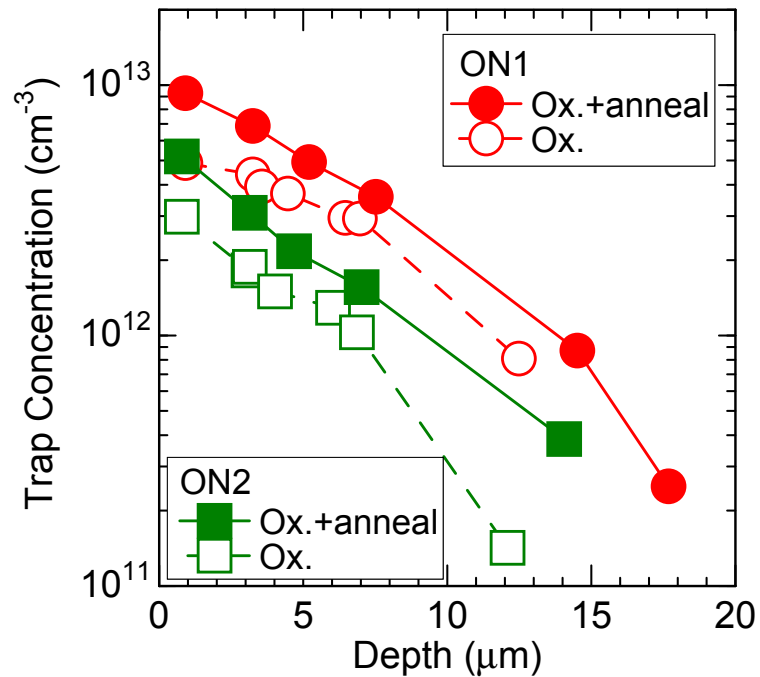 10^13
10^12
10^11
Trap Concentration (cm^-3)
ON1
Ox.+anneal
Ox.
ON2
Ox.+anneal
Ox.
0 5 10 15 20
Depth (μm)